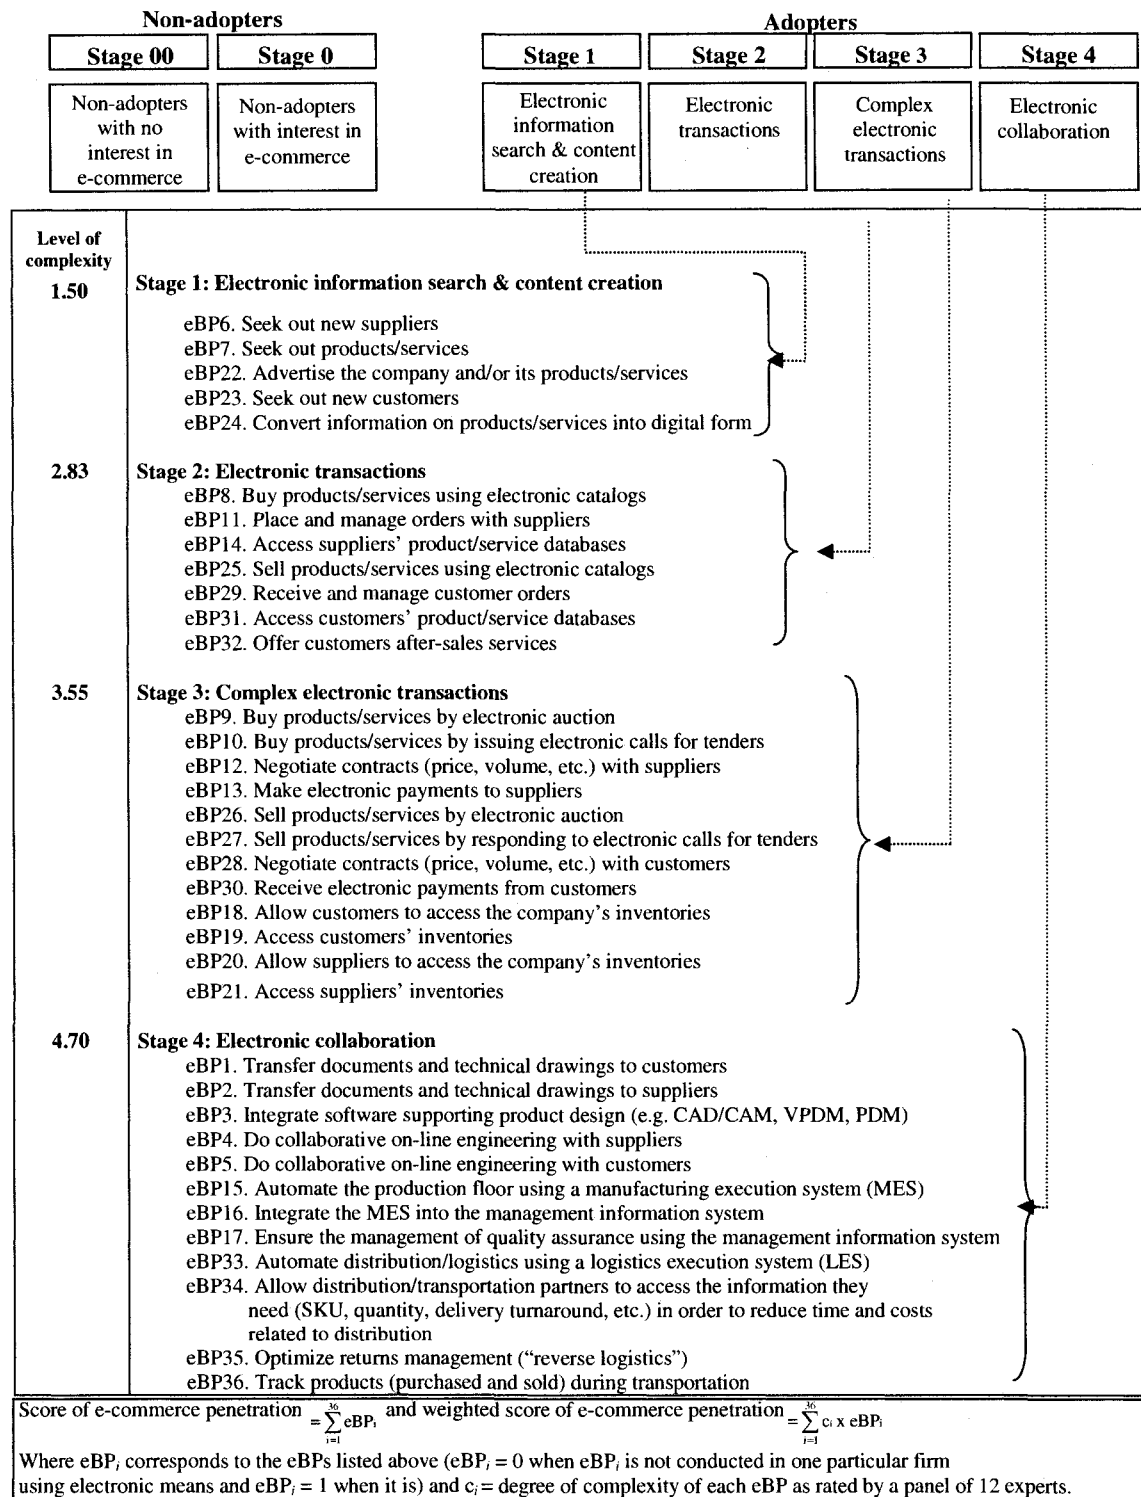 Non-adopters
Adopters
Stage 00
Stage 0
Stage 1
Stage 2
Stage 3
Stage 4
Non-adopters
with no
interest in
e-commerce
Non-adopters
with interest in
e-commerce
Electronic
information
search & content
creation
Electronic
transactions
Complex
electronic
transactions
Electronic
collaboration
Level of
complexity
1.50
Stage 1: Electronic information search & content creation
eBP6. Seek out new suppliers
eBP7. Seek out products/services
eBP22. Advertise the company and/or its products/services
eBP23. Seek out new customers
eBP24. Convert information on products/services into digital form
2.83
Stage 2: Electronic transactions
eBP8. Buy products/services using electronic catalogs
eBP11. Place and manage orders with suppliers
eBP14. Access suppliers' product/service databases
eBP25. Sell products/services using electronic catalogs
eBP29. Receive and manage customer orders
eBP31. Access customers' product/service databases
eBP32. Offer customers after-sales services
3.55
Stage 3: Complex electronic transactions
eBP9. Buy products/services by electronic auction
eBP10. Buy products/services by issuing electronic calls for tenders
eBP12. Negotiate contracts (price, volume, etc.) with suppliers
eBP13. Make electronic payments to suppliers
eBP26. Sell products/services by electronic auction
eBP27. Sell products/services by responding to electronic calls for tenders
eBP28. Negotiate contracts (price, volume, etc.) with customers
eBP30. Receive electronic payments from customers
eBP18. Allow customers to access the company's inventories
eBP19. Access customers' inventories
eBP20. Allow suppliers to access the company's inventories
eBP21. Access suppliers' inventories
4.70
Stage 4: Electronic collaboration
eBP1. Transfer documents and technical drawings to customers
eBP2. Transfer documents and technical drawings to suppliers
eBP3. Integrate software supporting product design (e.g. CAD/CAM, VPDM, PDM)
eBP4. Do collaborative on-line engineering with suppliers
eBP5. Do collaborative on-line engineering with customers
eBP15. Automate the production floor using a manufacturing execution system (MES)
eBP16. Integrate the MES into the management information system
eBP17. Ensure the management of quality assurance using the management information system
eBP33. Automate distribution/logistics using a logistics execution system (LES)
eBP34. Allow distribution/transportation partners to access the information they
need (SKU, quantity, delivery turnaround, etc.) in order to reduce time and costs
related to distribution
eBP35. Optimize returns management ("reverse logistics")
eBP36. Track products (purchased and sold) during transportation
Score of e-commerce penetration = ∑_{i=1}^{36} eBPᵢ and weighted score of e-commerce penetration = ∑_{i=1}^{36} cᵢ x eBPᵢ
Where eBPᵢ corresponds to the eBPs listed above (eBPᵢ = 0 when eBPᵢ is not conducted in one particular firm
using electronic means and eBPᵢ = 1 when it is) and cᵢ = degree of complexity of each eBP as rated by a panel of 12 experts.